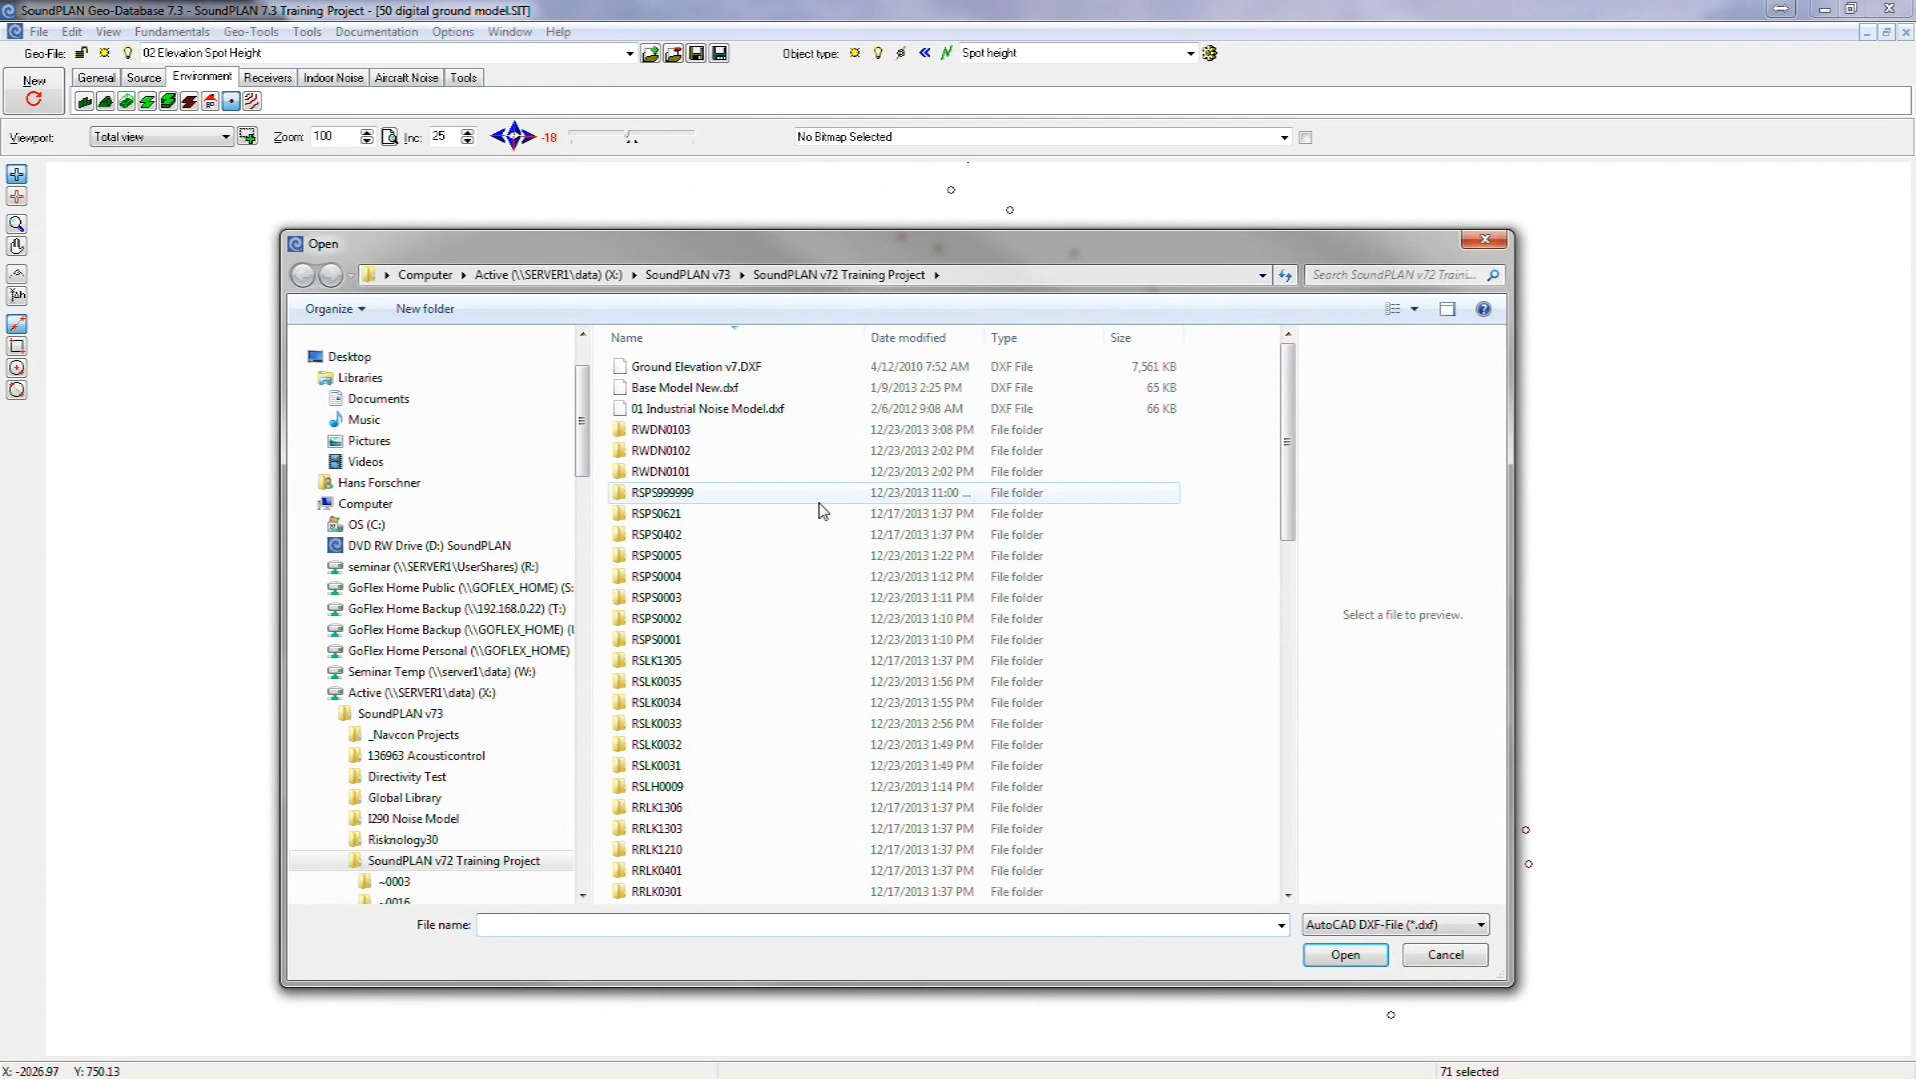 SoundPLAN Geo-Database 7.3 - SoundPLAN 7.3 Training Project - [50 digital ground model.SIT]
File Edit View Fundamentals Geo-Tools Tools Documentation Options Window Help
Geo-File: 02 Elevation Spot Height Object type: Spot height
New General Source Environment Receivers Indoor Noise Aircraft Noise Tools
Viewport: Total view Zoom: 100 Inc: 25 -18 No Bitmap Selected
Open
Computer Active (\\SERVER1\data) (X:) SoundPLAN v73 SoundPLAN v72 Training Project Search SoundPLAN v72 Traini...
Organize New folder
Name Date modified Type Size
Desktop
Libraries
Documents
Music
Pictures
Videos
Hans Forschner
Computer
OS (C:)
DVD RW Drive (D:) SoundPLAN
seminar (\\SERVER1\UserShares) (R:)
GoFlex Home Public (\\GOFLEX_HOME) (S:
GoFlex Home Backup (\\192.168.0.22) (T:)
GoFlex Home Backup (\\GOFLEX_HOME) (
GoFlex Home Personal (\\GOFLEX_HOME)
Seminar Temp (\\server1\data) (W:)
Active (\\SERVER1\data) (X:)
SoundPLAN v73
_Navcon Projects
136963 Acousticontrol
Directivity Test
Global Library
I290 Noise Model
Risknology30
SoundPLAN v72 Training Project
~0003
~0016
Ground Elevation v7.DXF 4/12/2010 7:52 AM DXF File 7,561 KB
Base Model New.dxf 1/9/2013 2:25 PM DXF File 65 KB
01 Industrial Noise Model.dxf 2/6/2012 9:08 AM DXF File 66 KB
RWDN0103 12/23/2013 3:08 PM File folder
RWDN0102 12/23/2013 2:02 PM File folder
RWDN0101 12/23/2013 2:02 PM File folder
RSPS999999 12/23/2013 11:00 ... File folder
RSPS0621 12/17/2013 1:37 PM File folder
RSPS0402 12/17/2013 1:37 PM File folder
RSPS0005 12/23/2013 1:22 PM File folder
RSPS0004 12/23/2013 1:12 PM File folder
RSPS0003 12/23/2013 1:11 PM File folder
RSPS0002 12/23/2013 1:10 PM File folder
RSPS0001 12/23/2013 1:10 PM File folder
RSLK1305 12/17/2013 1:37 PM File folder
RSLK0035 12/23/2013 1:56 PM File folder
RSLK0034 12/23/2013 1:55 PM File folder
RSLK0033 12/23/2013 2:56 PM File folder
RSLK0032 12/23/2013 1:49 PM File folder
RSLK0031 12/23/2013 1:49 PM File folder
RSLH0009 12/23/2013 1:14 PM File folder
RRLK1306 12/17/2013 1:37 PM File folder
RRLK1303 12/17/2013 1:37 PM File folder
RRLK1210 12/17/2013 1:37 PM File folder
RRLK0401 12/17/2013 1:37 PM File folder
RRLK0301 12/17/2013 1:37 PM File folder
Select a file to preview.
File name: AutoCAD DXF-File (*.dxf)
Open Cancel
X: -2026.97 Y: 750.13 71 selected